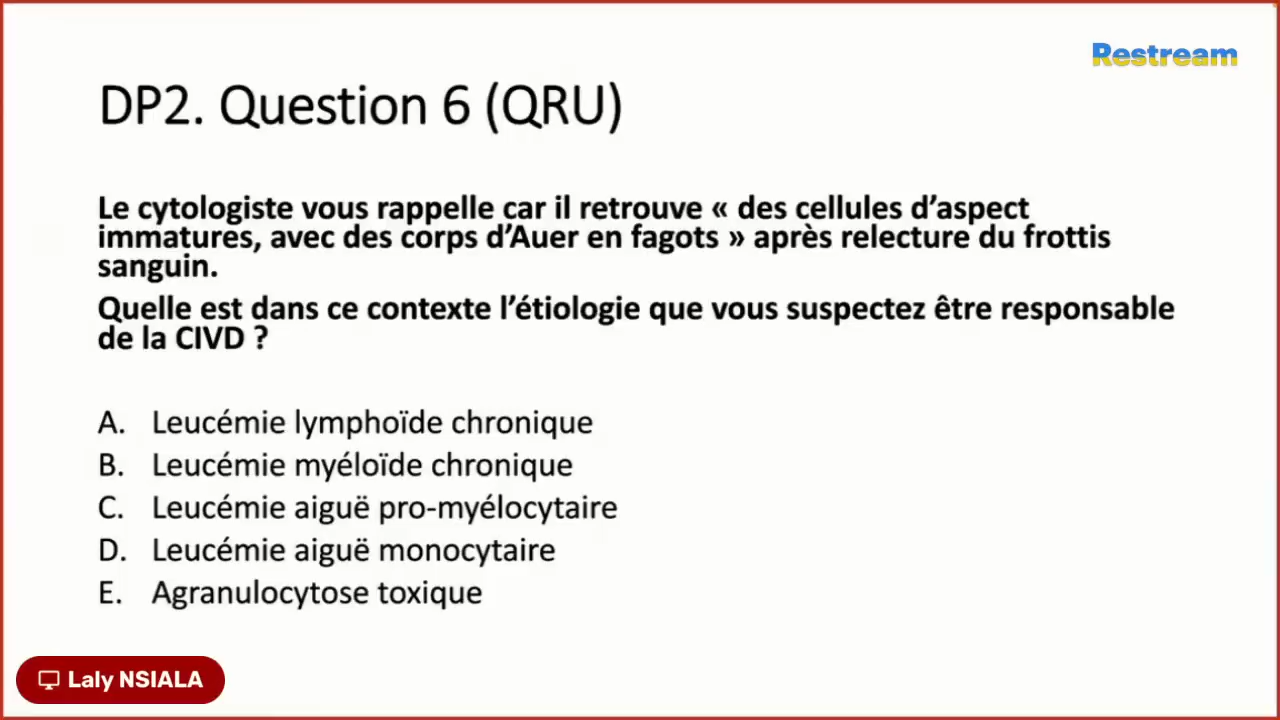 Restream
DP2. Question 6 (QRU)
Le cytologiste vous rappelle car il retrouve « des cellules d’aspect
immatures, avec des corps d’Auer en fagots » après relecture du frottis
sanguin.
Quelle est dans ce contexte l’étiologie que vous suspectez être responsable
de la CIVD ?
A. Leucémie lymphoïde chronique
B. Leucémie myéloïde chronique
C. Leucémie aiguë pro-myélocytaire
D. Leucémie aiguë monocytaire
E. Agranulocytose toxique
Laly NSIALA